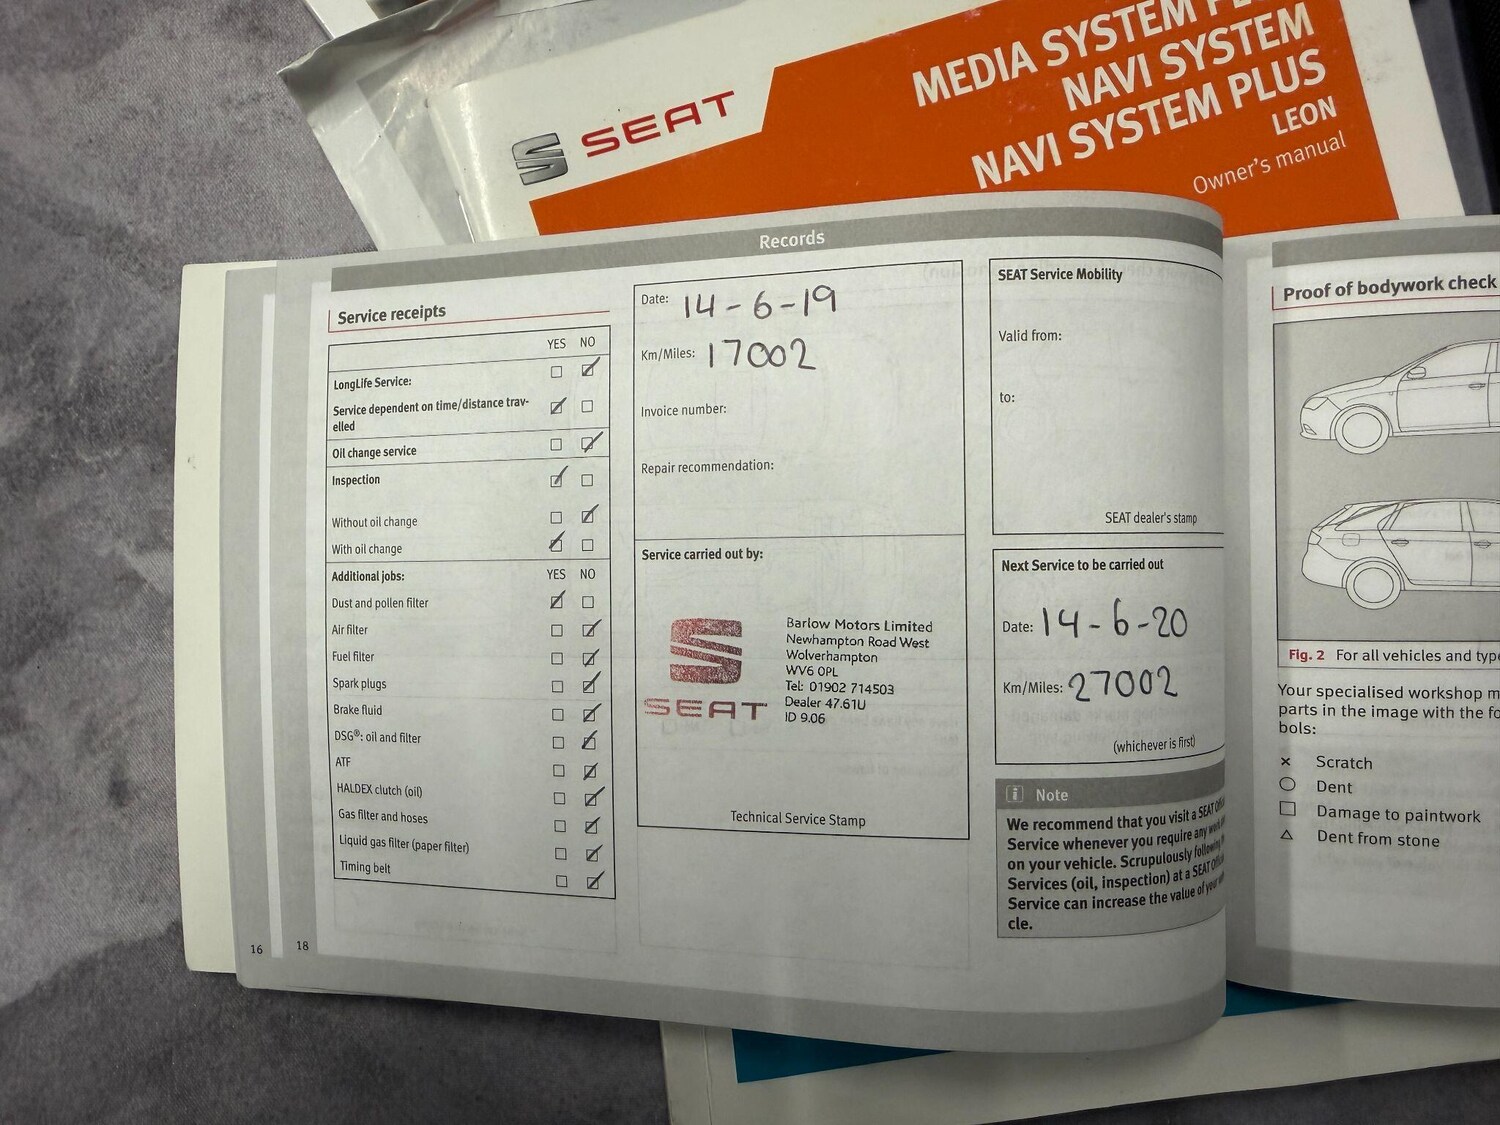 MEDIA SYSTEM
NAVI SYSTEM
NAVI SYSTEM PLUS
LEON
Owner's manual
SEAT
Records
Service receipts
YES NO
LongLife Service:
Service dependent on time/distance trav-
elled
Oil change service
Inspection
Without oil change
With oil change
Additional jobs: YES NO
Dust and pollen filter
Air filter
Fuel filter
Spark plugs
Brake fluid
DSG®: oil and filter
ATF
HALDEX clutch (oil)
Gas filter and hoses
Liquid gas filter (paper filter)
Timing belt
16 18
Date: 14-6-19
Km/Miles: 17002
Invoice number:
Repair recommendation:
Service carried out by:
SEAT
Barlow Motors Limited
Newhampton Road West
Wolverhampton
WV6 0PL
Tel: 01902 714503
Dealer 47.61U
ID 9.06
Technical Service Stamp
SEAT Service Mobility
Valid from:
to:
SEAT dealer's stamp
Next Service to be carried out
Date: 14-6-20
Km/Miles: 27002
(whichever is first)
i Note
We recommend that you visit a SEAT
Service whenever you require any
on your vehicle. Scrupulously following
Services (oil, inspection) at a SEAT
Service can increase the value of
cle.
Proof of bodywork check
Fig. 2 For all vehicles and
Your specialised workshop
parts in the image with the
bols:
Scratch
Dent
Damage to paintwork
Dent from stone